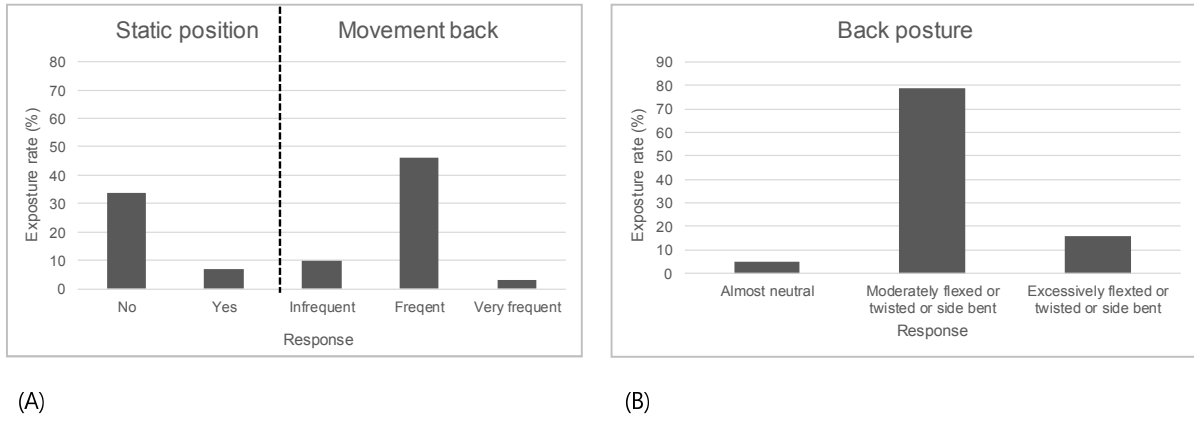 Static position
Movement back
80
70
60
50
40
30
20
10
0
Exposture rate (%)
No
Yes
Infrequent
Freqent
Very frequent
Response
(A)
Back posture
90
80
70
60
50
40
30
20
10
0
Exposture rate (%)
Almost neutral
Moderately flexed or
twisted or side bent
Excessively flexted or
twisted or side bent
Response
(B)